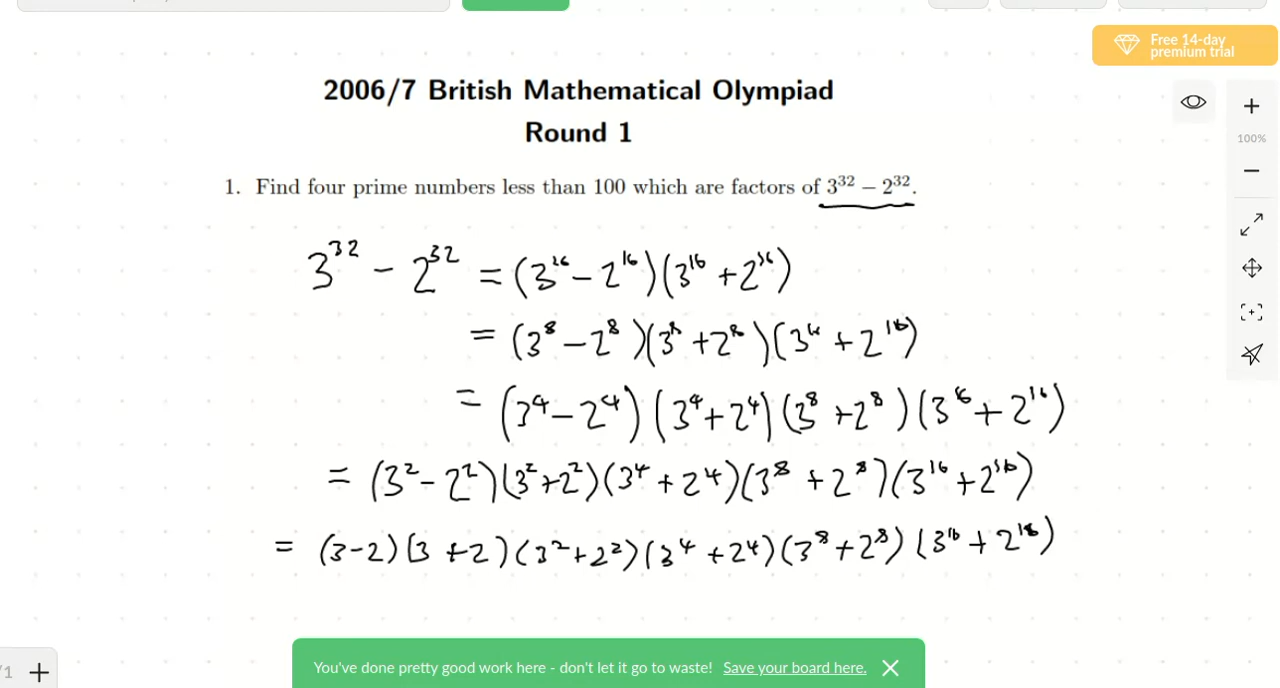 Free 14-day
premium trial
2006/7 British Mathematical Olympiad
Round 1
100%
1. Find four prime numbers less than 100 which are factors of 3³² − 2³².
3³² − 2³² = (3¹⁶ − 2¹⁶)(3¹⁶ + 2¹⁶)
= (3⁸ − 2⁸)(3⁸ + 2⁸)(3¹⁶ + 2¹⁶)
= (3⁴ − 2⁴)(3⁴ + 2⁴)(3⁸ + 2⁸)(3¹⁶ + 2¹⁶)
= (3² − 2²)(3² + 2²)(3⁴ + 2⁴)(3⁸ + 2⁸)(3¹⁶ + 2¹⁶)
= (3 − 2)(3 + 2)(3² + 2²)(3⁴ + 2⁴)(3⁸ + 2⁸)(3¹⁶ + 2¹⁶)
/1 +
You've done pretty good work here - don't let it go to waste! Save your board here.